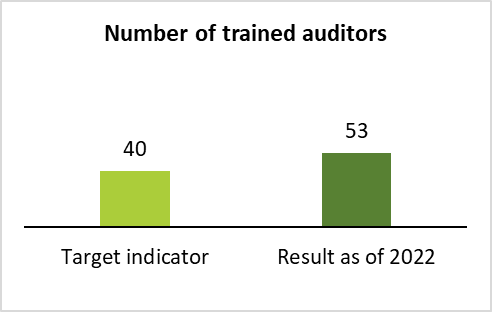 Number of trained auditors
40
53
Target indicator
Result as of 2022